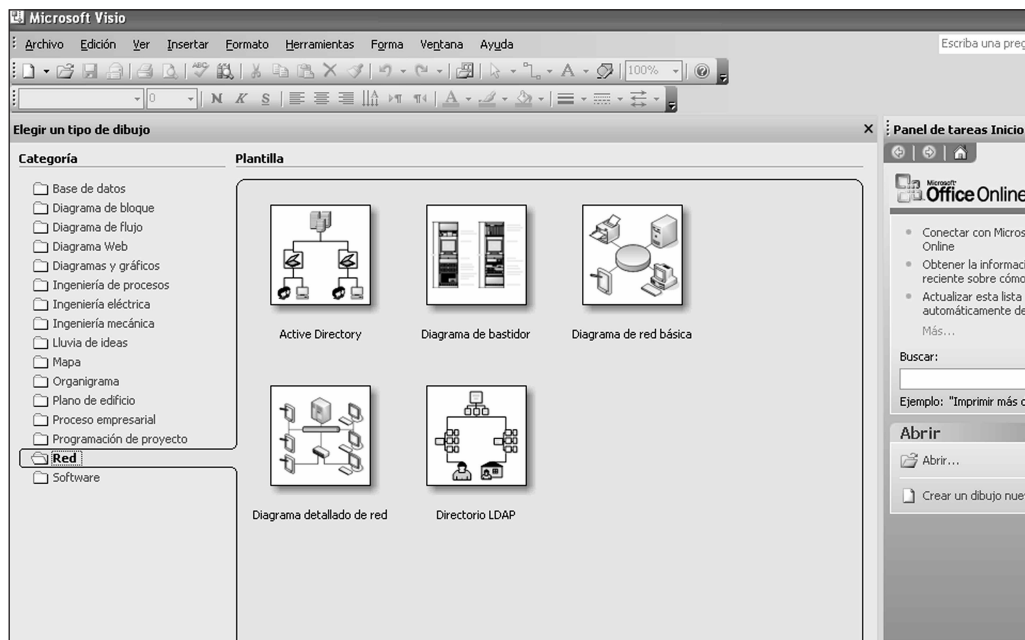 Microsoft Visio
Archivo Edición Ver Insertar Formato Herramientas Forma Ventana Ayuda
Escriba una preg
100%
0
N K S
Elegir un tipo de dibujo
Categoría
Base de datos
Diagrama de bloque
Diagrama de flujo
Diagrama Web
Diagramas y gráficos
Ingeniería de procesos
Ingeniería eléctrica
Ingeniería mecánica
Lluvia de ideas
Mapa
Organigrama
Plano de edificio
Proceso empresarial
Programación de proyecto
Red
Software
Plantilla
Active Directory
Diagrama de bastidor
Diagrama de red básica
Diagrama detallado de red
Directorio LDAP
Panel de tareas Inicio
Microsoft
Office Online
Conectar con Micros
Online
Obtener la informaci
reciente sobre cómo
Actualizar esta lista
automáticamente de
Más...
Buscar:
Ejemplo: "Imprimir más c
Abrir
Abrir...
Crear un dibujo nue